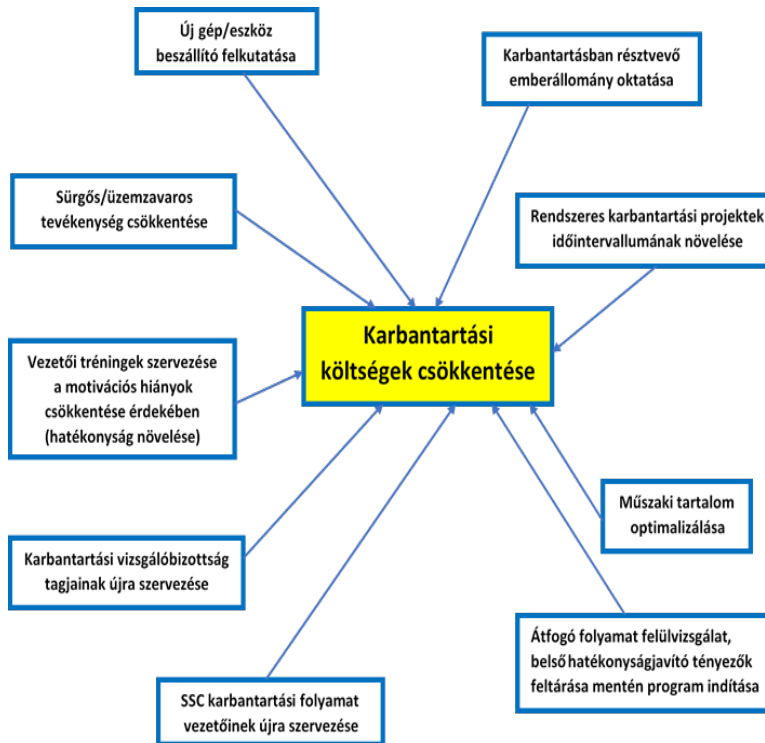 Új gép/eszköz
beszállító felkutatása
Karbantartásban résztvevő
emberállomány oktatása
Sürgős/üzemzavaros
tevékenység csökkentése
Rendszeres karbantartási projektek
időintervallumának növelése
Karbantartási
költségek csökkentése
Vezetői tréningek szervezése
a motivációs hiányok
csökkentése érdekében
(hatékonyság növelése)
Műszaki tartalom
optimalizálása
Karbantartási vizsgálóbizottság
tagjainak újra szervezése
Átfogó folyamat felülvizsgálat,
belső hatékonyságjavító tényezők
feltárása mentén program indítása
SSC karbantartási folyamat
vezetőinek újra szervezése